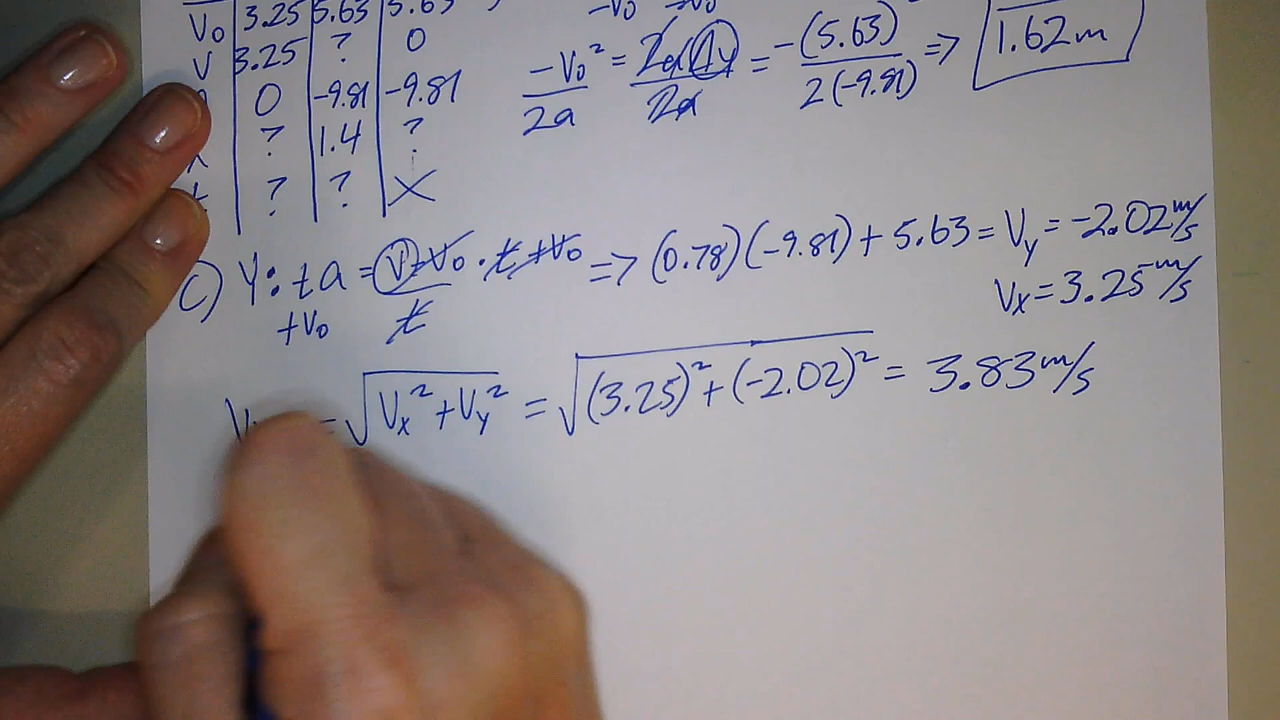 V₀ 3.25 5.63 5.63
V 3.25 ? 0
0 -9.81 -9.81
? 1.4 ?
t ? ? X
-V₀² = 2aΔy = -(5.63)² => 1.62m
2a 2a 2(-9.81)
C) Y: ta = V-V₀ · t + V₀ => (0.78)(-9.81) + 5.63 = Vy = -2.02 m/s
+V₀ t Vx = 3.25 m/s
= √Vx² + Vy² = √(3.25)² + (-2.02)² = 3.83 m/s